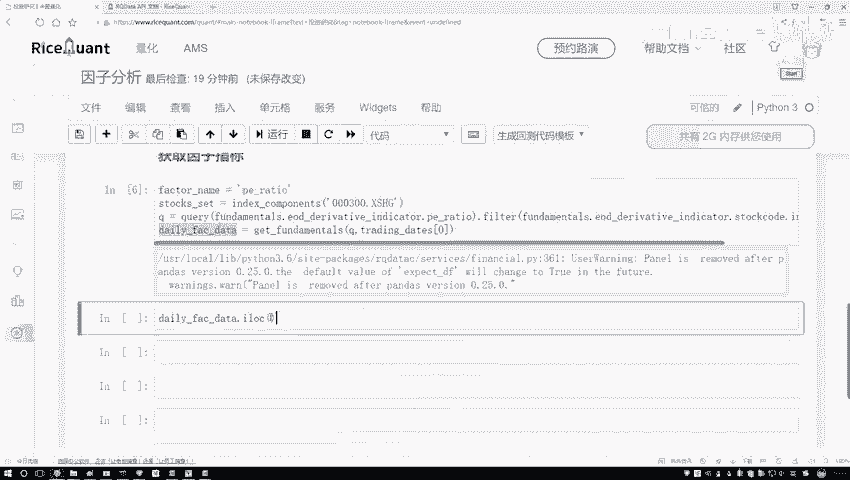 RQData API 文档
https://www.ricequant.com/quant/#main-notebook-iframe
RiceQuant 量化 AMS 预约路演 帮助文档 社区
因子分析 最后检查: 19 分钟前 (未保存改变)
文件 编辑 查看 插入 单元格 服务 Widgets 帮助 可信的 Python 3
运行 代码 生成回测代码模板 共有 2G 内存供您使用
获取因子指标
In [6]: factor_name = 'pe_ratio'
stocks_set = index_components('000300.XSHG')
q = query(fundamentals.eod_derivative_indicator.pe_ratio).filter(fundamentals.eod_derivative_indicator.stockcode.in
daily_fac_data = get_fundamentals(q,trading_dates[0])
/usr/local/lib/python3.6/site-packages/rqdatac/services/financial.py:361: UserWarning: Panel is removed after p
andas version 0.25.0.the default value of 'expect_df' will change to True in the future.
warnings.warn("Panel is removed after pandas version 0.25.0."
In [ ]: daily_fac_data.iloc
In [ ]:
In [ ]:
In [ ]: